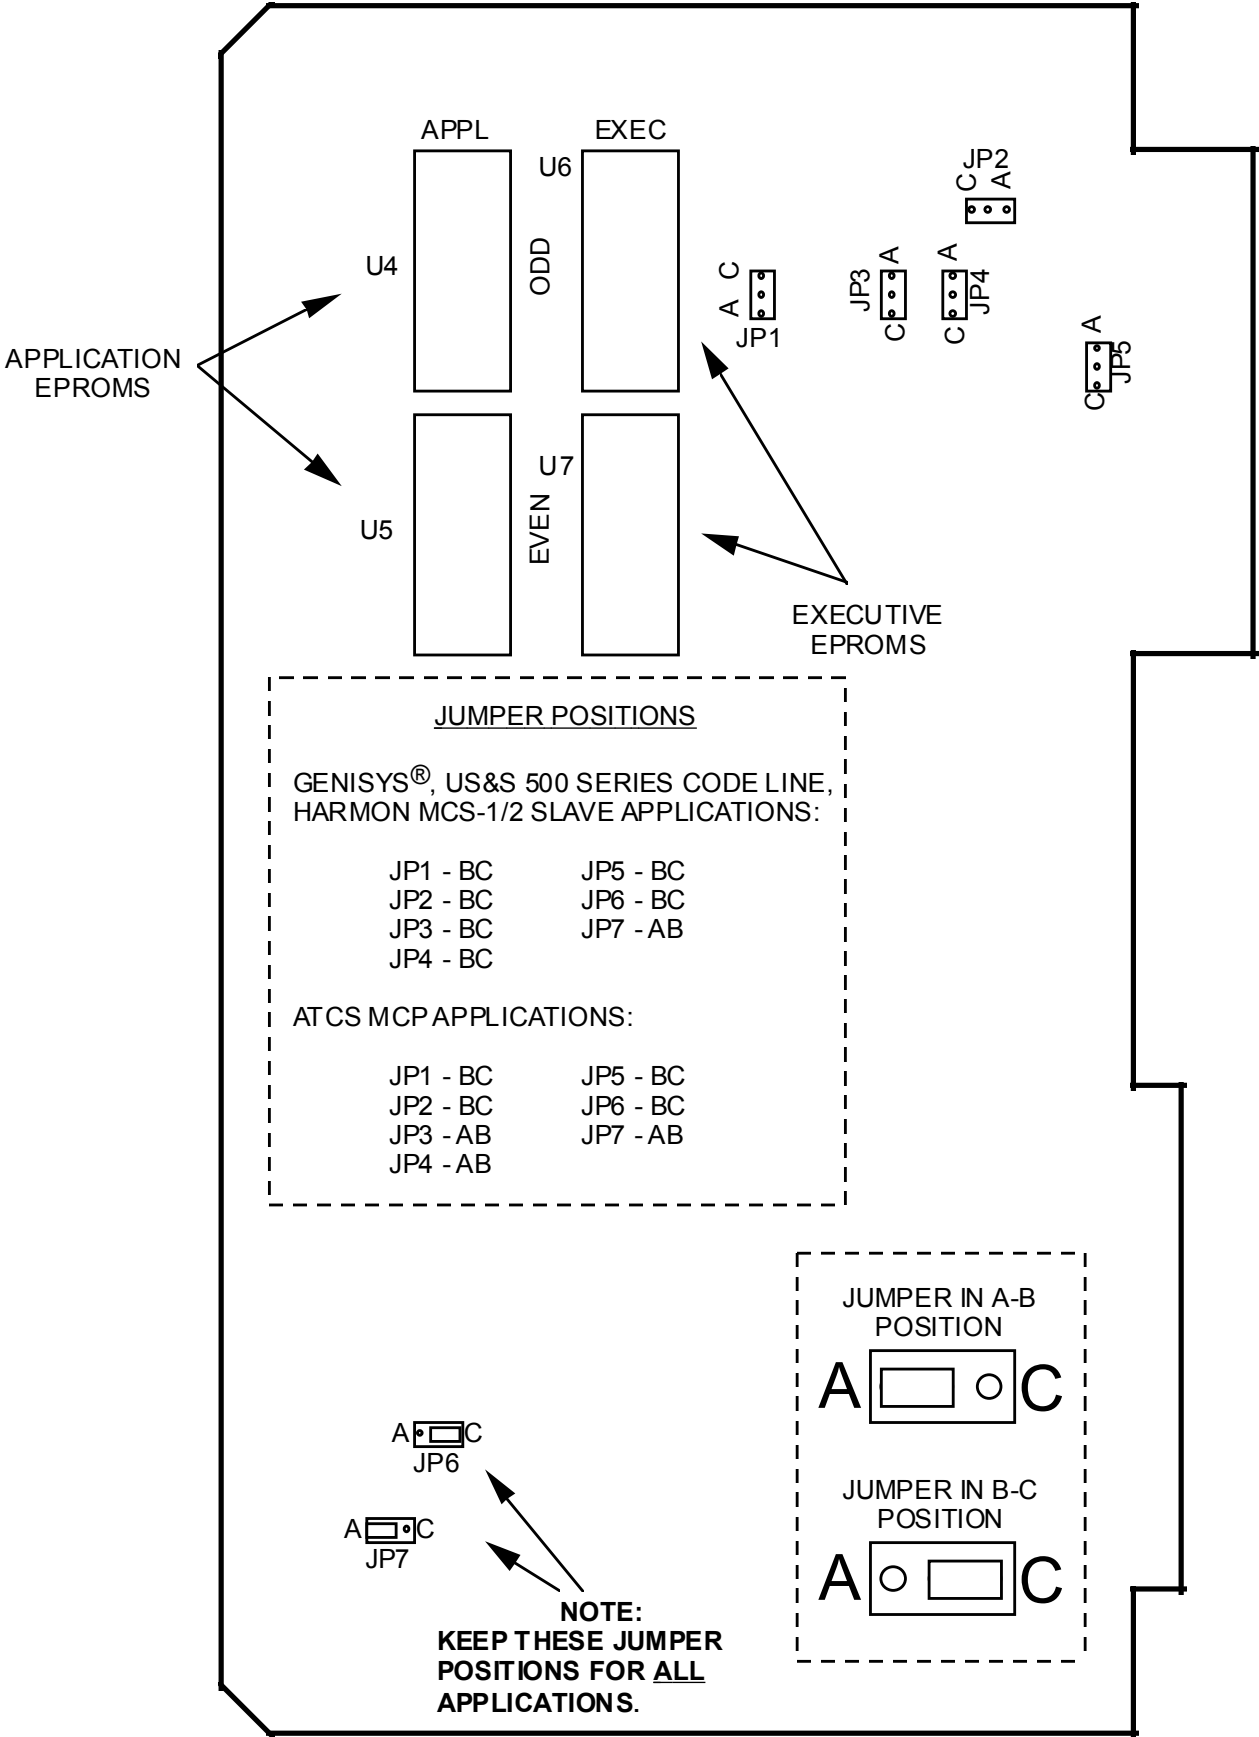 APPL
EXEC
U6
JP2
C
A
ODD
U4
C
A
JP1
A
JP3
C
A
JP4
C
A
JP5
C
APPLICATION
EPROMS
U7
EVEN
U5
EXECUTIVE
EPROMS
JUMPER POSITIONS
GENISYS®, US&S 500 SERIES CODE LINE,
HARMON MCS-1/2 SLAVE APPLICATIONS:
JP1 - BC JP5 - BC
JP2 - BC JP6 - BC
JP3 - BC JP7 - AB
JP4 - BC
ATCS MCP APPLICATIONS:
JP1 - BC JP5 - BC
JP2 - BC JP6 - BC
JP3 - AB JP7 - AB
JP4 - AB
JUMPER IN A-B
POSITION
A C
JUMPER IN B-C
POSITION
A C
A C
JP6
A C
JP7
NOTE:
KEEP THESE JUMPER
POSITIONS FOR ALL
APPLICATIONS.